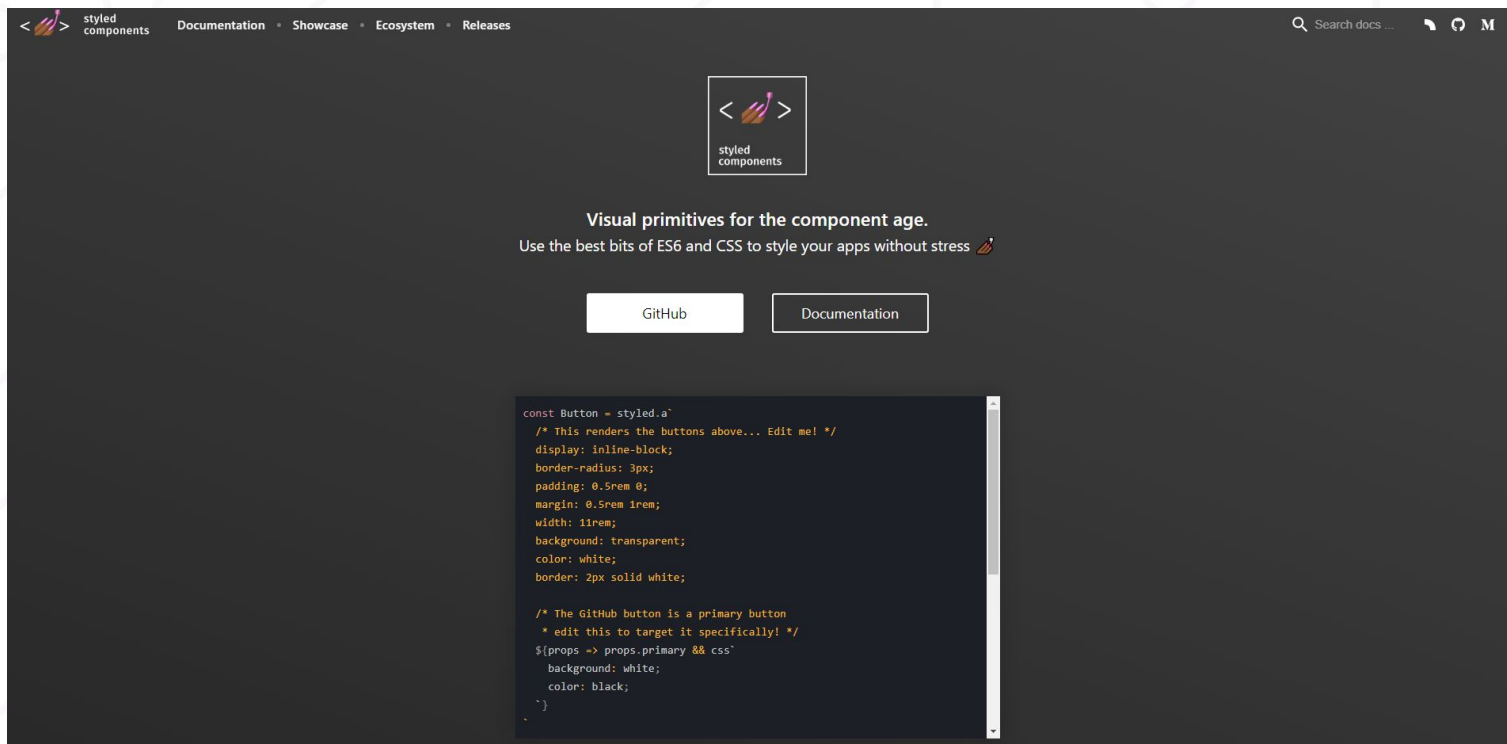 styled
components
Documentation Showcase Ecosystem Releases
Search docs ...
M
< >
styled
components
Visual primitives for the component age.
Use the best bits of ES6 and CSS to style your apps without stress 💅
GitHub
Documentation
const Button = styled.a`
/* This renders the buttons above... Edit me! */
display: inline-block;
border-radius: 3px;
padding: 0.5rem 0;
margin: 0.5rem 1rem;
width: 11rem;
background: transparent;
color: white;
border: 2px solid white;
/* The GitHub button is a primary button
* edit this to target it specifically! */
${props => props.primary && css`
background: white;
color: black;
`}
`